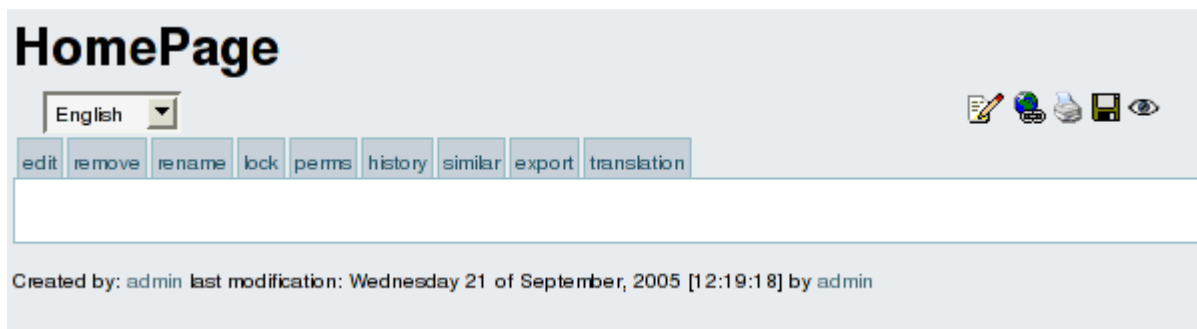 HomePage
English
edit remove rename lock perms history similar export translation
Created by: admin last modification: Wednesday 21 of September, 2005 [12:19:18] by admin